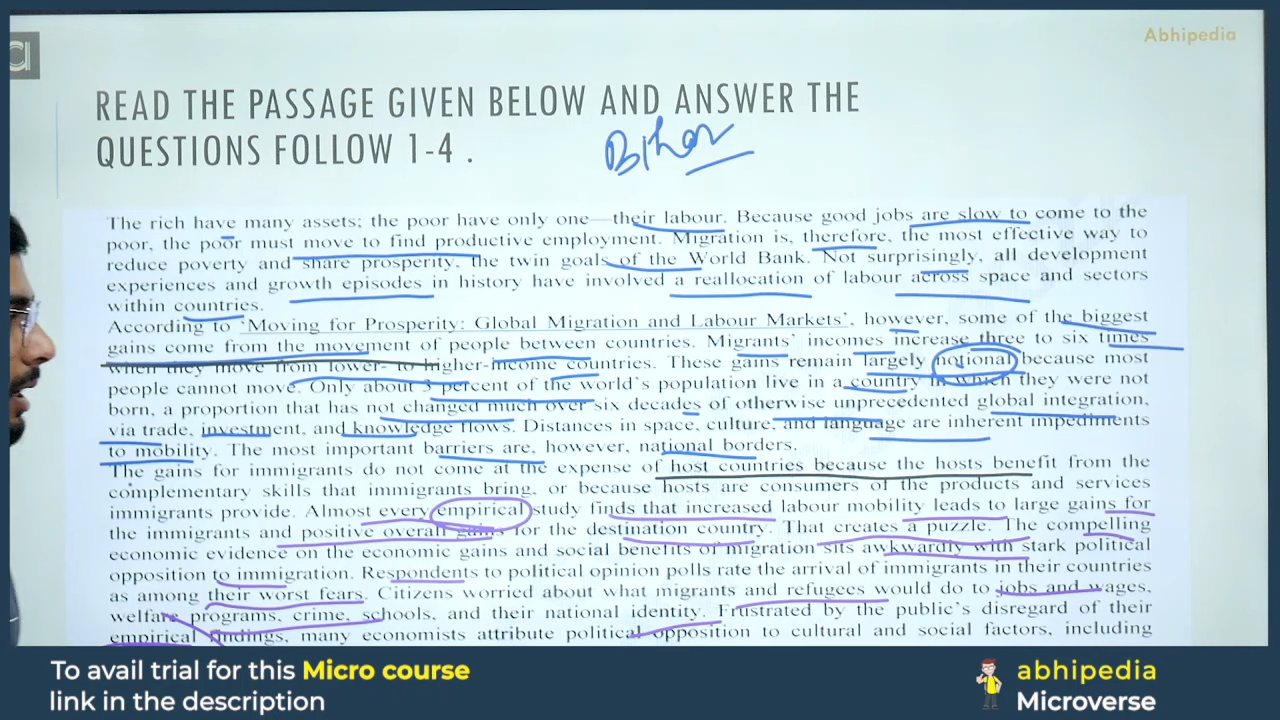 Abhipedia
READ THE PASSAGE GIVEN BELOW AND ANSWER THE
QUESTIONS FOLLOW 1-4 .
Bihar
The rich have many assets; the poor have only one—their labour. Because good jobs are slow to come to the
poor, the poor must move to find productive employment. Migration is, therefore, the most effective way to
reduce poverty and share prosperity, the twin goals of the World Bank. Not surprisingly, all development
experiences and growth episodes in history have involved a reallocation of labour across space and sectors
within countries.
According to 'Moving for Prosperity: Global Migration and Labour Markets', however, some of the biggest
gains come from the movement of people between countries. Migrants' incomes increase three to six times
when they move from lower- to higher-income countries. These gains remain largely notional because most
people cannot move. Only about 3 percent of the world's population live in a country in which they were not
born, a proportion that has not changed much over six decades of otherwise unprecedented global integration,
via trade, investment, and knowledge flows. Distances in space, culture, and language are inherent impediments
to mobility. The most important barriers are, however, national borders.
The gains for immigrants do not come at the expense of host countries because the hosts benefit from the
complementary skills that immigrants bring, or because hosts are consumers of the products and services
immigrants provide. Almost every empirical study finds that increased labour mobility leads to large gains for
the immigrants and positive overall gains for the destination country. That creates a puzzle. The compelling
economic evidence on the economic gains and social benefits of migration sits awkwardly with stark political
opposition to immigration. Respondents to political opinion polls rate the arrival of immigrants in their countries
as among their worst fears. Citizens worried about what migrants and refugees would do to jobs and wages,
welfare programs, crime, schools, and their national identity. Frustrated by the public's disregard of their
empirical findings, many economists attribute political opposition to cultural and social factors, including
To avail trial for this Micro course
link in the description
abhipedia
Microverse